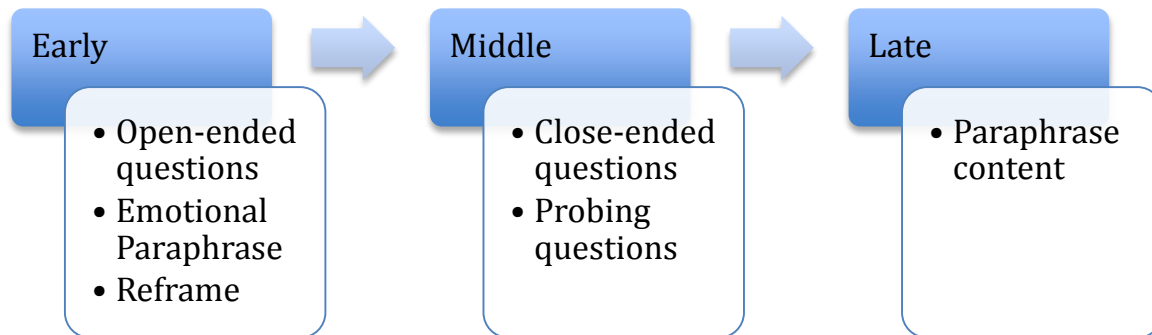 Early
• Open-ended
questions
• Emotional
Paraphrase
• Reframe
Middle
• Close-ended
questions
• Probing
questions
Late
• Paraphrase
content